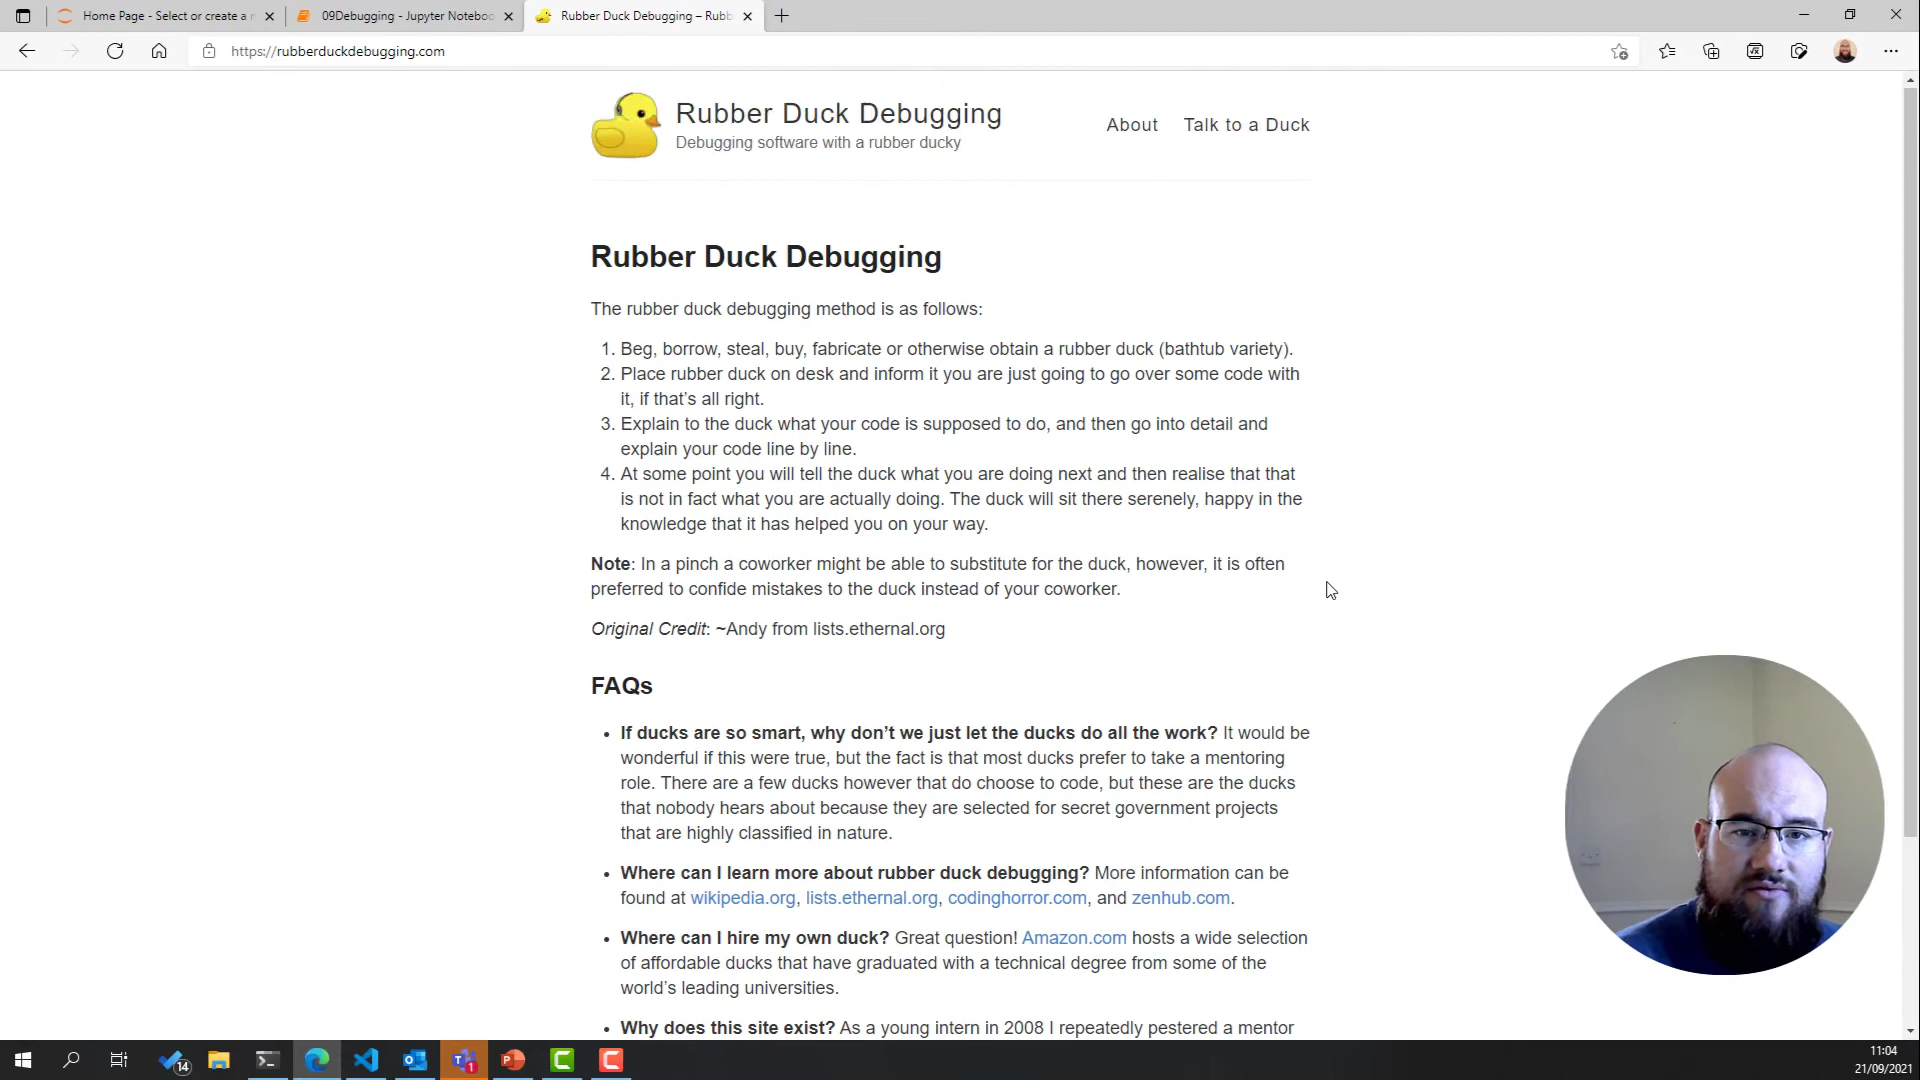 Home Page - Select or create a n
09Debugging - Jupyter Noteboo
Rubber Duck Debugging – Rubb
https://rubberduckdebugging.com
Rubber Duck Debugging
Debugging software with a rubber ducky
About
Talk to a Duck
Rubber Duck Debugging
The rubber duck debugging method is as follows:
1. Beg, borrow, steal, buy, fabricate or otherwise obtain a rubber duck (bathtub variety).
2. Place rubber duck on desk and inform it you are just going to go over some code with
it, if that’s all right.
3. Explain to the duck what your code is supposed to do, and then go into detail and
explain your code line by line.
4. At some point you will tell the duck what you are doing next and then realise that that
is not in fact what you are actually doing. The duck will sit there serenely, happy in the
knowledge that it has helped you on your way.
Note: In a pinch a coworker might be able to substitute for the duck, however, it is often
preferred to confide mistakes to the duck instead of your coworker.
Original Credit: ~Andy from lists.ethernal.org
FAQs
• If ducks are so smart, why don’t we just let the ducks do all the work? It would be
wonderful if this were true, but the fact is that most ducks prefer to take a mentoring
role. There are a few ducks however that do choose to code, but these are the ducks
that nobody hears about because they are selected for secret government projects
that are highly classified in nature.
• Where can I learn more about rubber duck debugging? More information can be
found at wikipedia.org, lists.ethernal.org, codinghorror.com, and zenhub.com.
• Where can I hire my own duck? Great question! Amazon.com hosts a wide selection
of affordable ducks that have graduated with a technical degree from some of the
world’s leading universities.
• Why does this site exist? As a young intern in 2008 I repeatedly pestered a mentor
14
1
11:04
21/09/2021